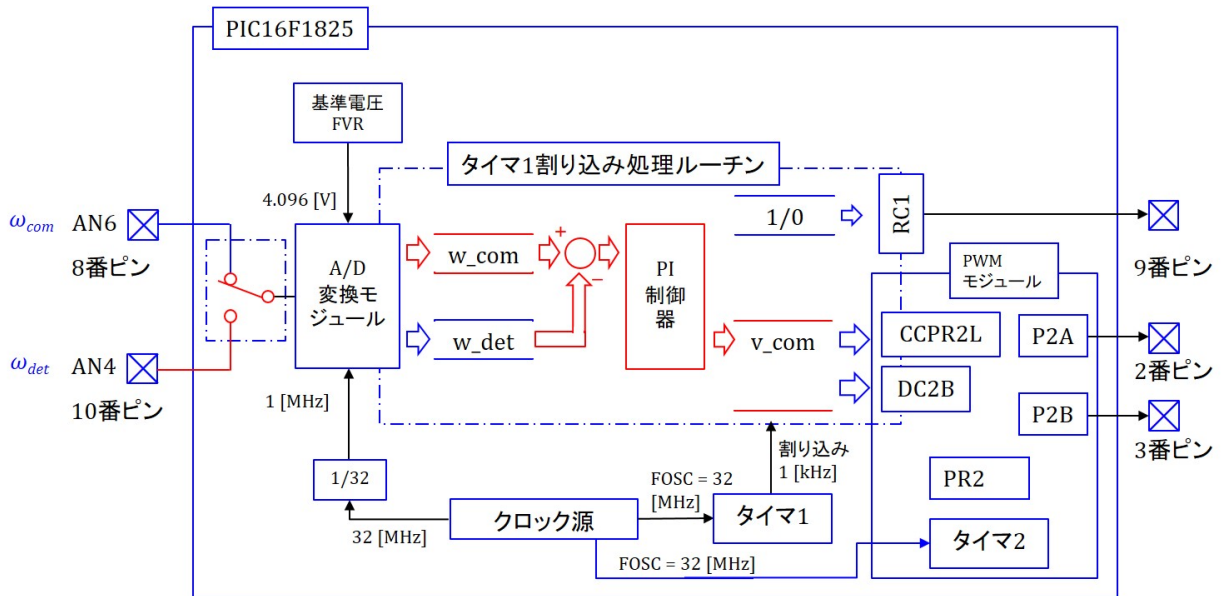 PIC16F1825
基準電圧
FVR
タイマ1割り込み処理ルーチン
4.096 [V]
ω_com AN6
8番ピン
A/D
変換モ
ジュール
w_com
+
−
w_det
PI
制御
器
1/0
RC1
9番ピン
PWM
モジュール
v_com
CCPR2L
DC2B
P2A
2番ピン
P2B
3番ピン
ω_det AN4
10番ピン
1 [MHz]
1/32
32 [MHz]
クロック源
FOSC = 32
[MHz]
タイマ1
割り込み
1 [kHz]
PR2
タイマ2
FOSC = 32 [MHz]